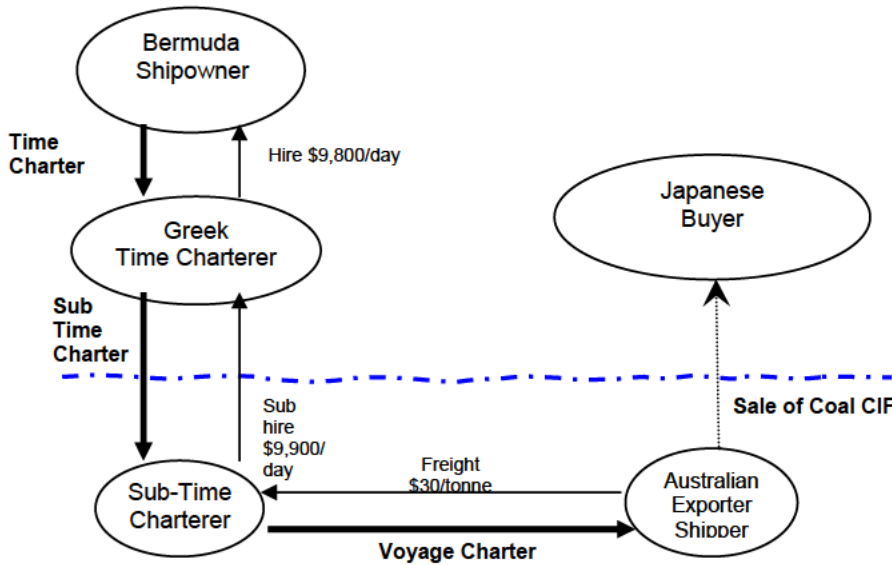 Bermuda
Shipowner
Time
Charter
Hire $9,800/day
Japanese
Buyer
Greek
Time Charterer
Sub
Time
Charter
Sale of Coal CIF
Sub
hire
$9,900/
day
Freight
$30/tonne
Sub-Time
Charterer
Australian
Exporter
Shipper
Voyage Charter